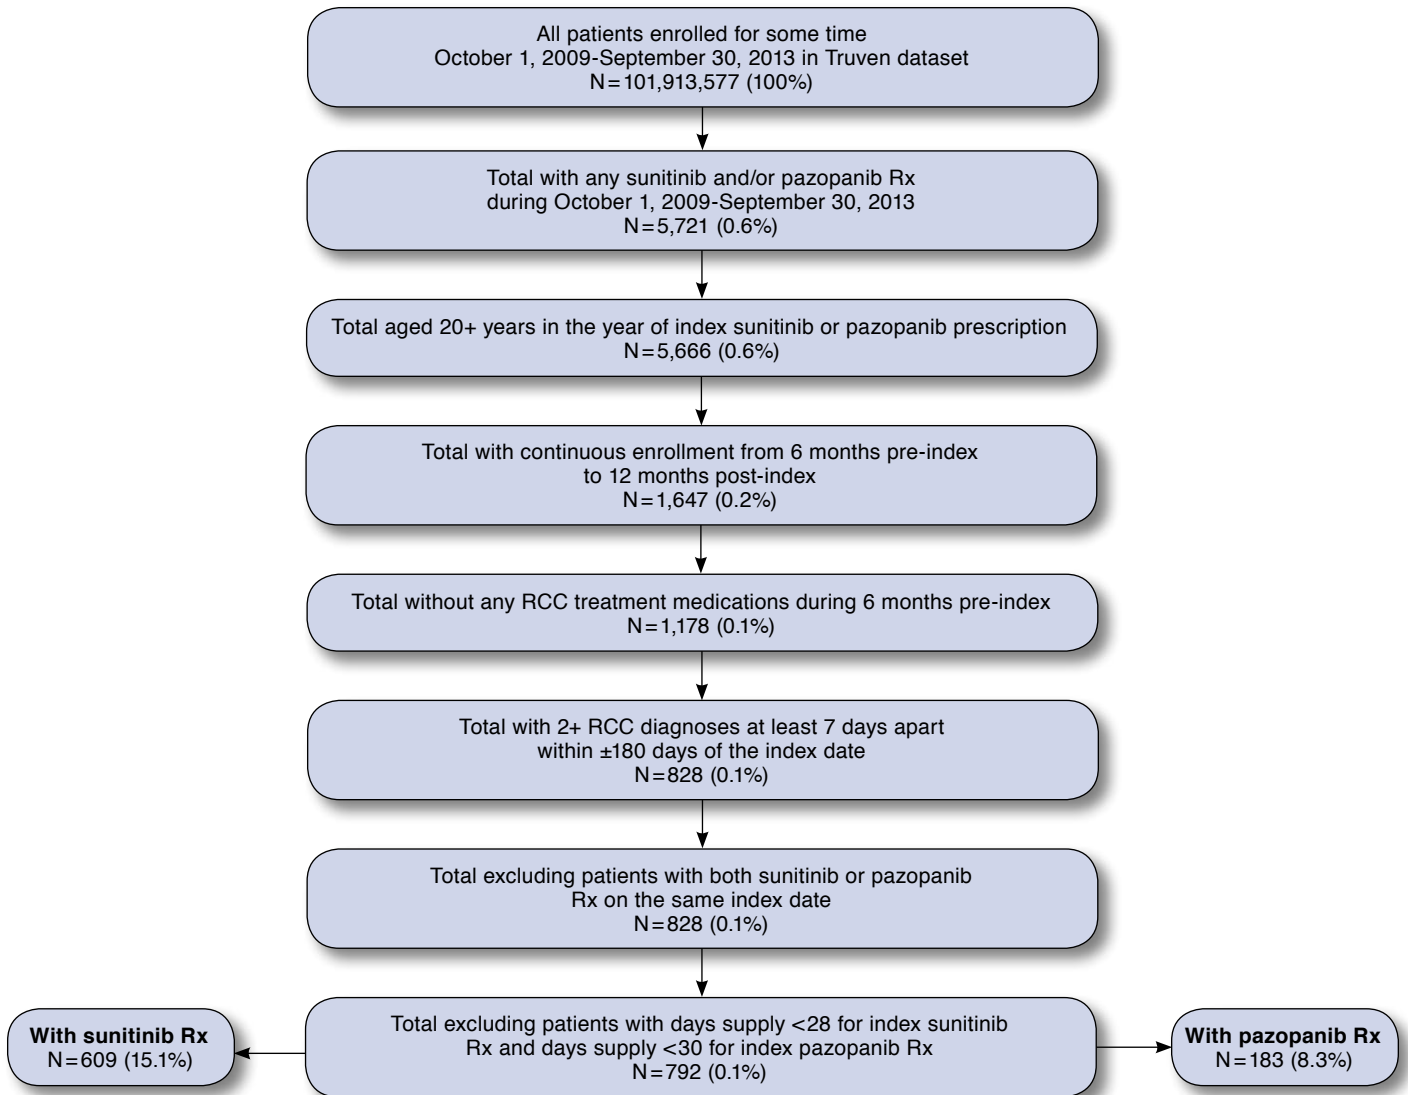 All patients enrolled for some time
October 1, 2009-September 30, 2013 in Truven dataset
N=101,913,577 (100%)
Total with any sunitinib and/or pazopanib Rx
during October 1, 2009-September 30, 2013
N=5,721 (0.6%)
Total aged 20+ years in the year of index sunitinib or pazopanib prescription
N=5,666 (0.6%)
Total with continuous enrollment from 6 months pre-index
to 12 months post-index
N=1,647 (0.2%)
Total without any RCC treatment medications during 6 months pre-index
N=1,178 (0.1%)
Total with 2+ RCC diagnoses at least 7 days apart
within ±180 days of the index date
N=828 (0.1%)
Total excluding patients with both sunitinib or pazopanib
Rx on the same index date
N=828 (0.1%)
Total excluding patients with days supply <28 for index sunitinib
Rx and days supply <30 for index pazopanib Rx
N=792 (0.1%)
With sunitinib Rx
N=609 (15.1%)
With pazopanib Rx
N=183 (8.3%)